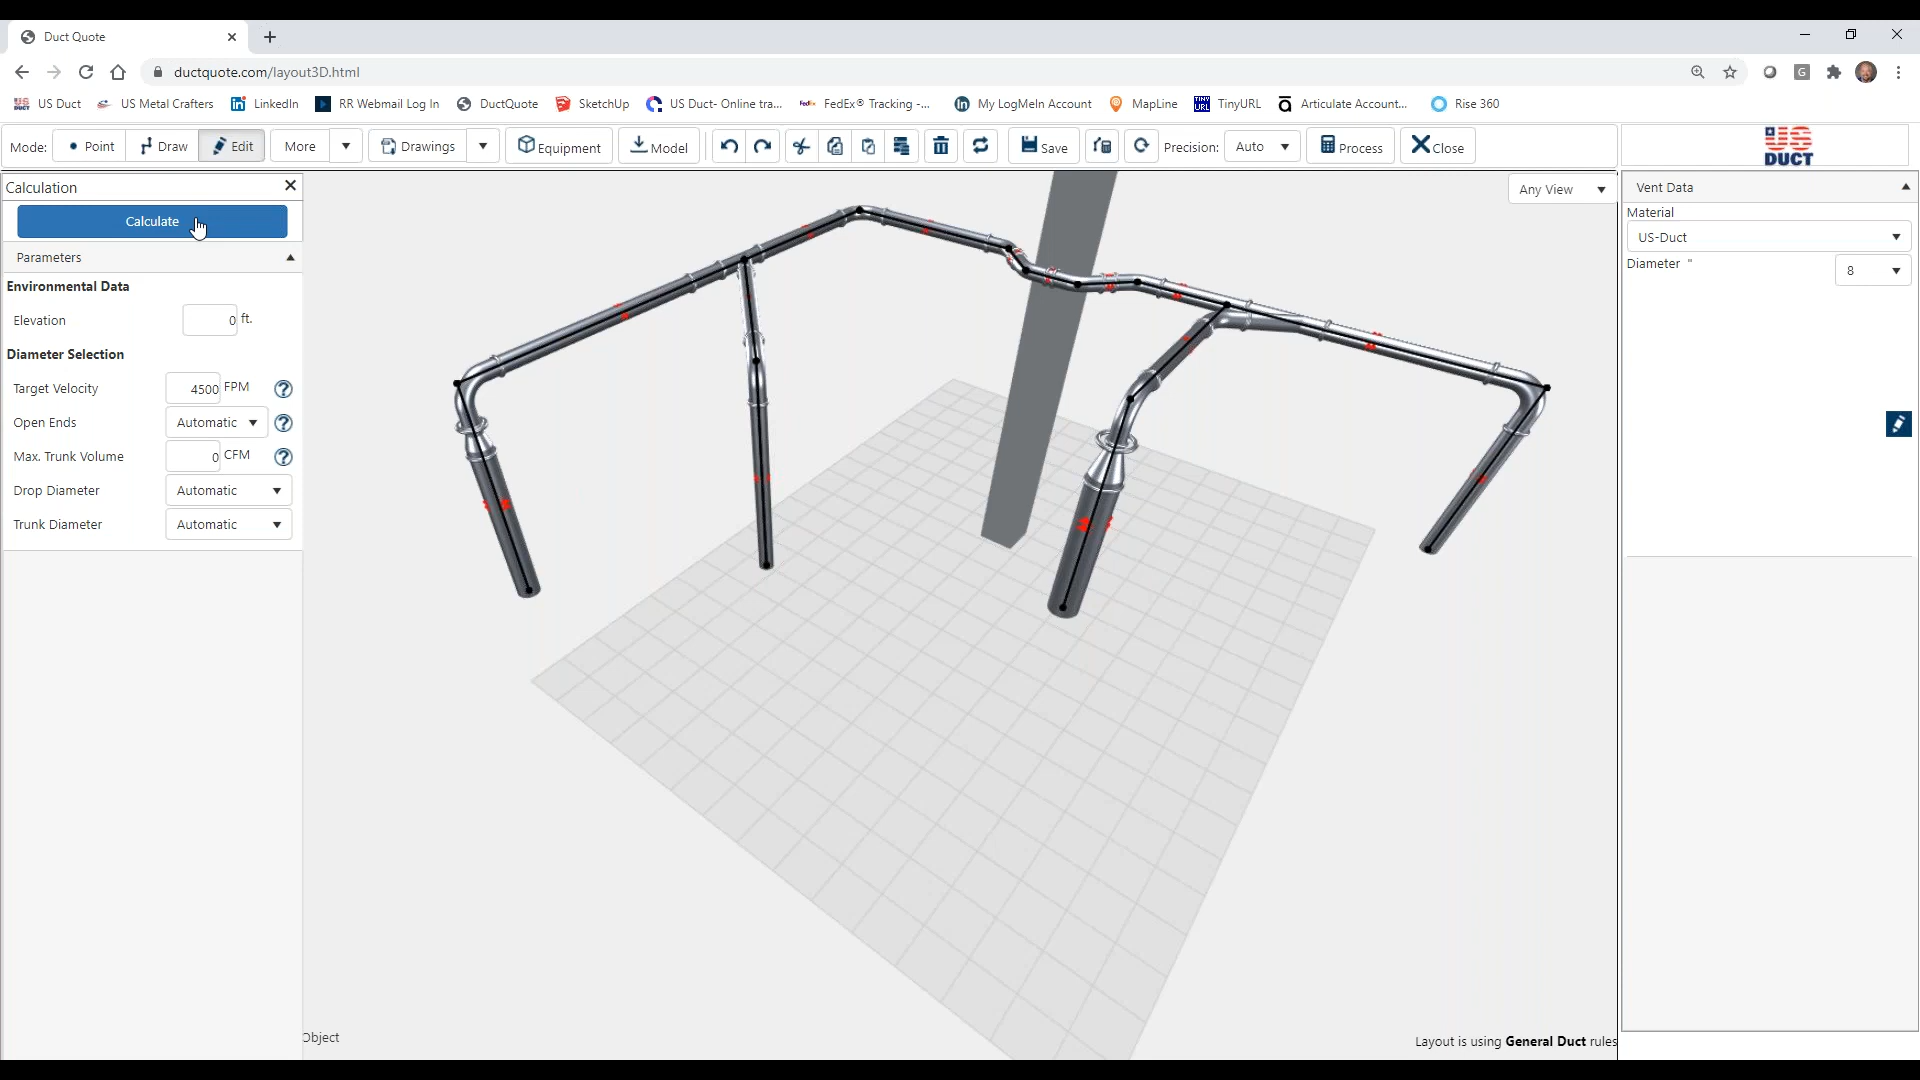 Duct Quote
ductquote.com/layout3D.html
US Duct
US Metal Crafters
LinkedIn
RR Webmail Log In
DuctQuote
SketchUp
US Duct- Online tra...
FedEx® Tracking -...
My LogMeIn Account
MapLine
TinyURL
Articulate Account...
Rise 360
Mode: Point Draw Edit More Drawings Equipment Model Save Precision: Auto Process Close
US
DUCT
Calculation
Calculate
Parameters
Environmental Data
Elevation 0 ft.
Diameter Selection
Target Velocity 4500 FPM
Open Ends Automatic
Max. Trunk Volume 0 CFM
Drop Diameter Automatic
Trunk Diameter Automatic
Any View
Vent Data
Material
US-Duct
Diameter " 8
Object
Layout is using General Duct rules